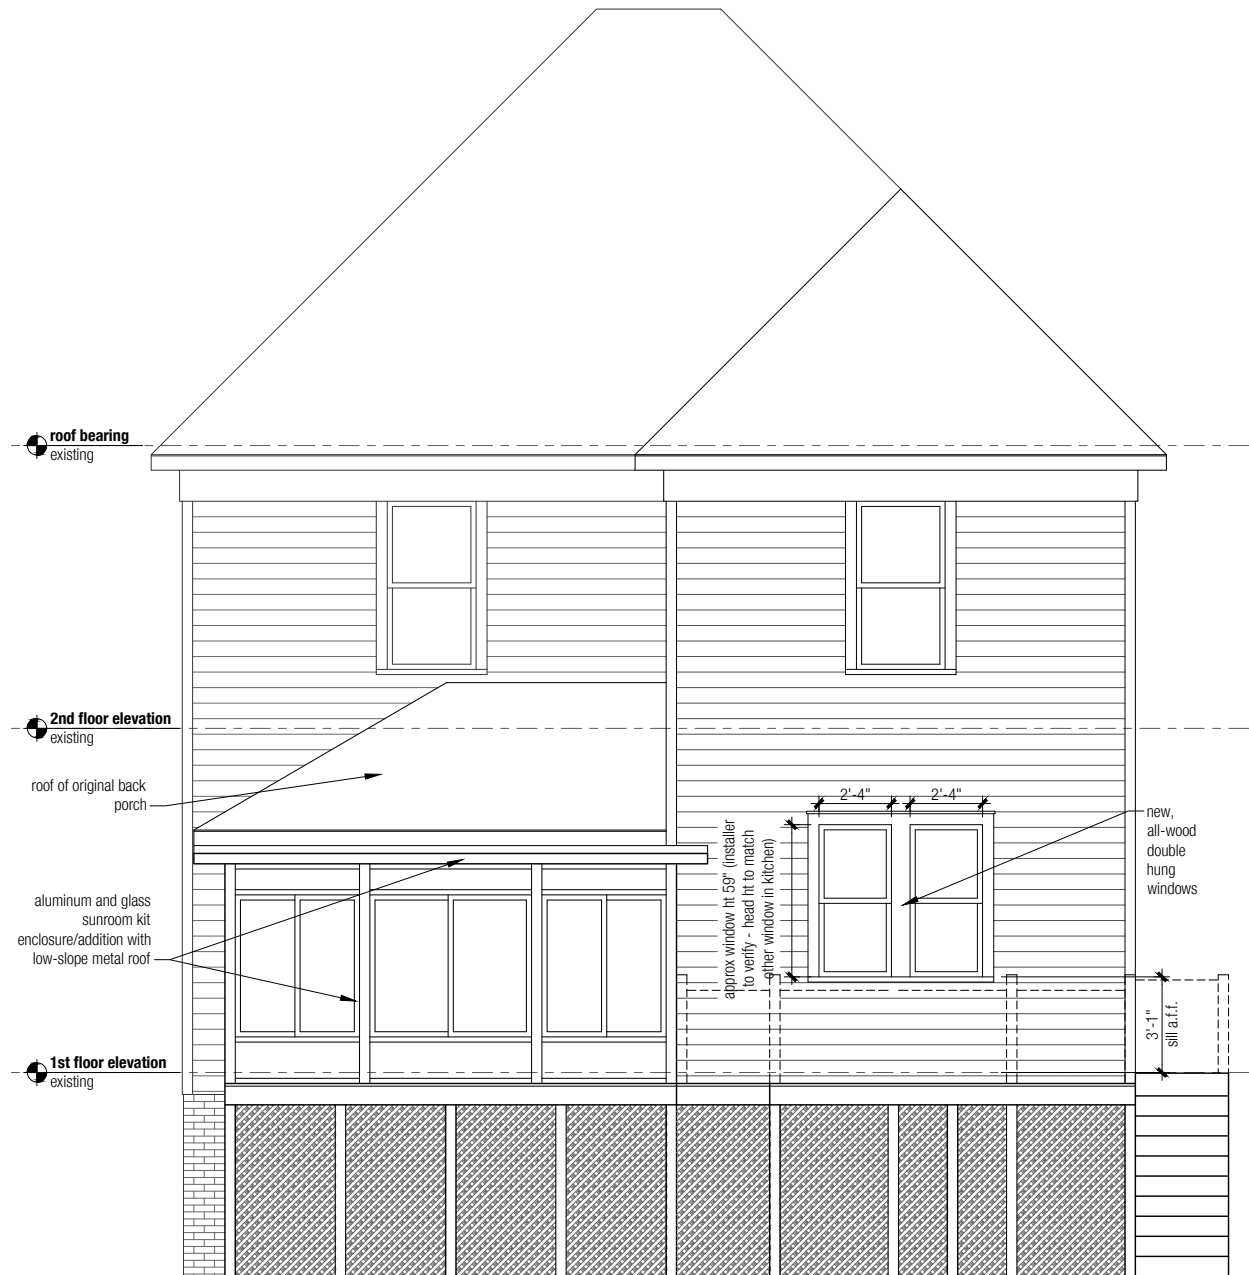 roof bearing
existing
2nd floor elevation
existing
roof of original back
porch
2'-4"
2'-4"
new,
all-wood
double
hung
windows
approx window ht 59" (installer
to verify - head ht to match
other window in kitchen)
aluminum and glass
sunroom kit
enclosure/addition with
low-slope metal roof
3'-1"
sill a.f.f.
1st floor elevation
existing